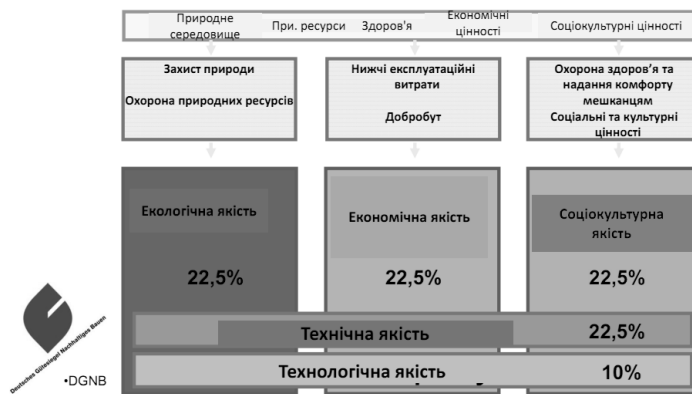 Природне
середовище
При. ресурси
Здоров'я
Економічні
цінності
Соціокультурні цінності
Захист природи
Охорона природних ресурсів
Нижчі експлуатаційні
витрати
Добробут
Охорона здоров’я та
надання комфорту
мешканцям
Соціальні та культурні
цінності
Екологічна якість
Економічна якість
Соціокультурна
якість
22,5%
22,5%
22,5%
Технічна якість
22,5%
Технологічна якість
10%
Deutsches Gütesiegel Nachhaltiges Bauen
•DGNB